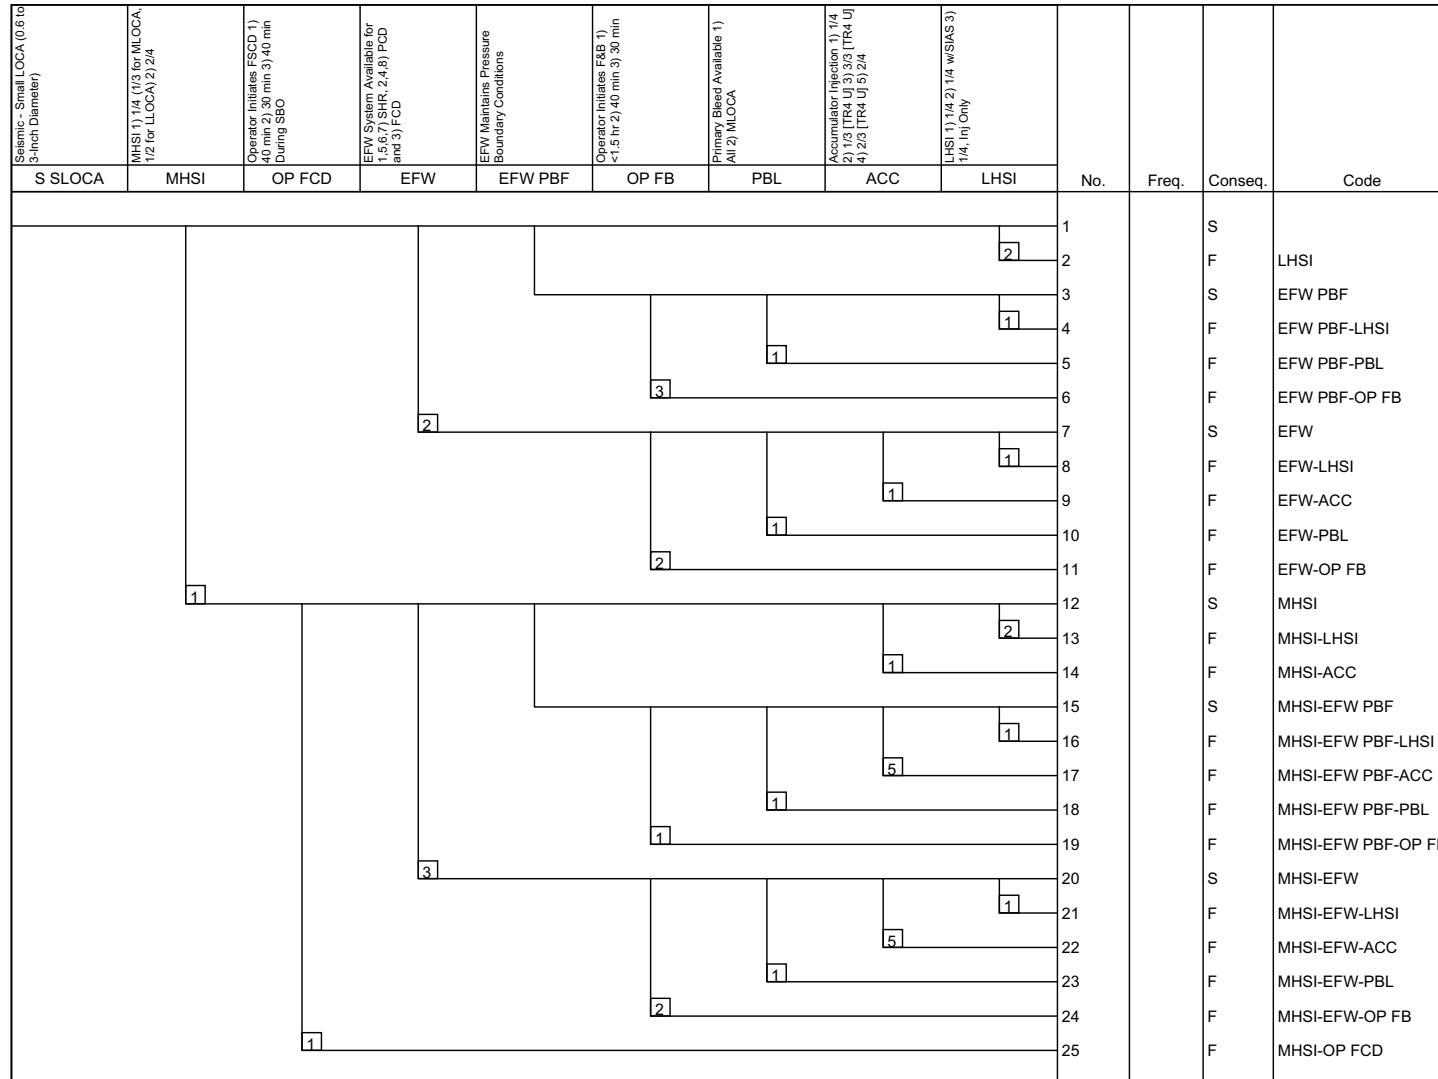 Seismic - Small LOCA (0.6 to
3-Inch Diameter)
MHSI 1) 1/4 (1/3 for MLOCA,
1/2 for LLOCA) 2) 2/4
Operator Initiates FSCD 1)
40 min 2) 30 min 3) 40 min
During SBO
EFW System Available for
1,5,6,7) SHR, 2,4,8) PCD
and 3) FCD
EFW Maintains Pressure
Boundary Conditions
Operator Initiates F&B 1)
<1.5 hr 2) 40 min 3) 30 min
Primary Bleed Available 1)
All 2) MLOCA
Accumulator Injection 1) 1/4
2) 1/3 [TR4 U] 3) 3/3 [TR4 U]
4) 2/3 [TR4 U] 5) 2/4
LHSI 1) 1/4 2) 1/4 w/SIAS 3)
1/4, Inj Only
S SLOCA MHSI OP FCD EFW EFW PBF OP FB PBL ACC LHSI No. Freq. Conseq. Code
1 S
2 2 F LHSI
3 S EFW PBF
1 4 F EFW PBF-LHSI
1 5 F EFW PBF-PBL
3 6 F EFW PBF-OP FB
2 7 S EFW
1 8 F EFW-LHSI
1 9 F EFW-ACC
1 10 F EFW-PBL
2 11 F EFW-OP FB
1 12 S MHSI
2 13 F MHSI-LHSI
1 14 F MHSI-ACC
15 S MHSI-EFW PBF
1 16 F MHSI-EFW PBF-LHSI
5 17 F MHSI-EFW PBF-ACC
1 18 F MHSI-EFW PBF-PBL
1 19 F MHSI-EFW PBF-OP F
3 20 S MHSI-EFW
1 21 F MHSI-EFW-LHSI
5 22 F MHSI-EFW-ACC
1 23 F MHSI-EFW-PBL
2 24 F MHSI-EFW-OP FB
1 25 F MHSI-OP FCD